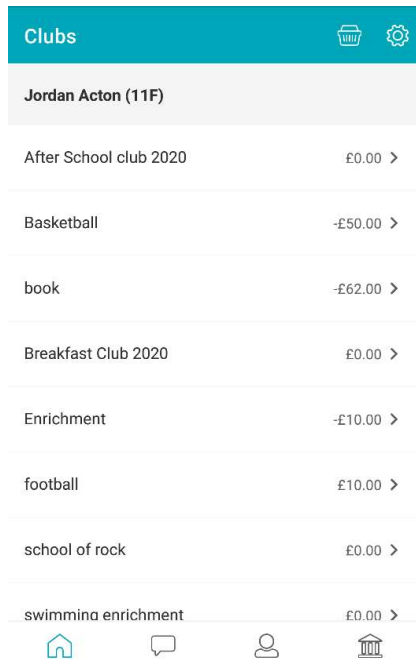 Clubs
Jordan Acton (11F)
After School club 2020 £0.00
Basketball -£50.00
book -£62.00
Breakfast Club 2020 £0.00
Enrichment -£10.00
football £10.00
school of rock £0.00
swimming enrichment £0.00